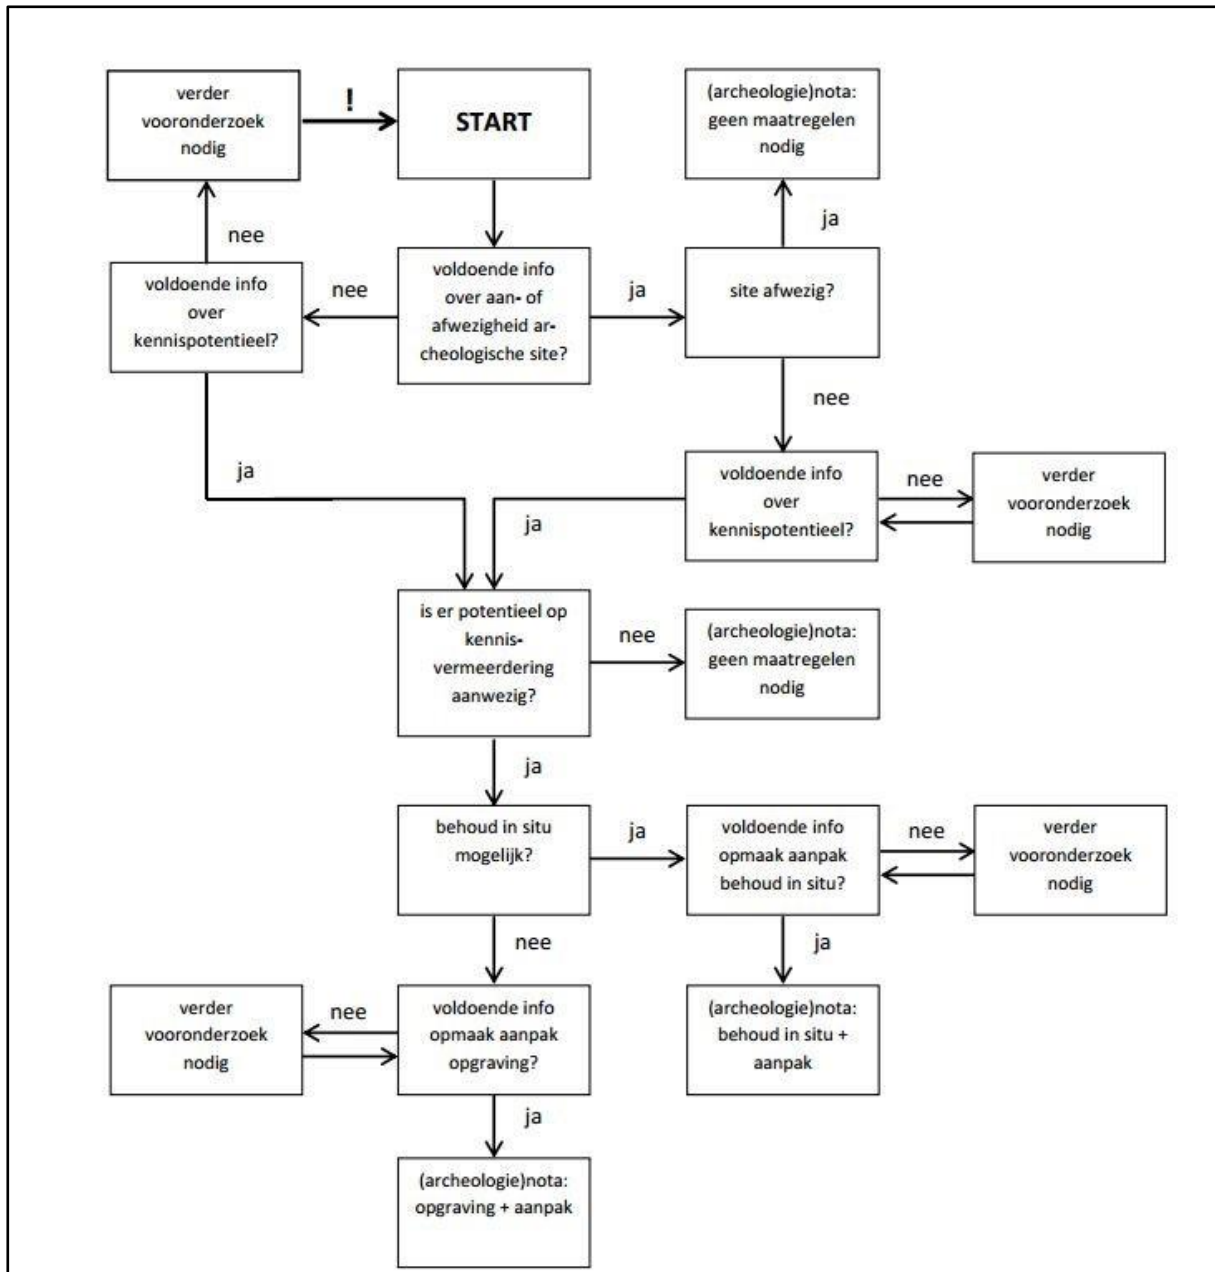 verder
vooronderzoek
nodig
!
START
(archeologie)nota:
geen maatregelen
nodig
nee
ja
voldoende info
over
kennispotentieel?
nee
voldoende info
over aan- of
afwezigheid ar-
cheologische site?
ja
site afwezig?
nee
ja
voldoende info
over
kennispotentieel?
nee
verder
vooronderzoek
nodig
ja
is er potentieel op
kennis-
vermeerdering
aanwezig?
nee
(archeologie)nota:
geen maatregelen
nodig
ja
behoud in situ
mogelijk?
ja
voldoende info
opmaak aanpak
behoud in situ?
nee
verder
vooronderzoek
nodig
nee
ja
verder
vooronderzoek
nodig
nee
voldoende info
opmaak aanpak
opgraving?
(archeologie)nota:
behoud in situ +
aanpak
ja
(archeologie)nota:
opgraving + aanpak